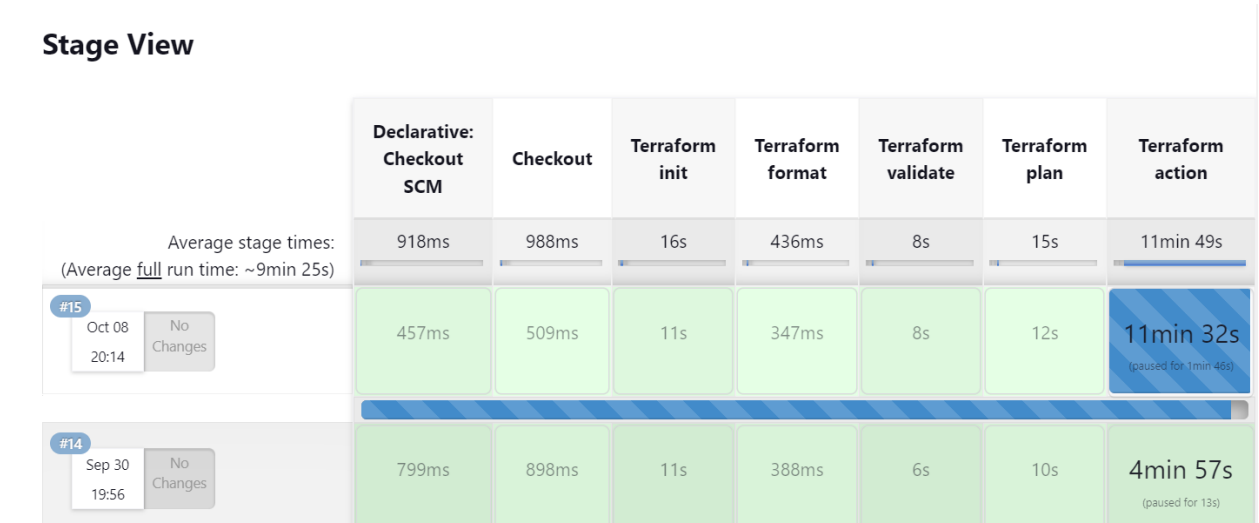 Stage View
Declarative: Checkout SCM
Checkout
Terraform init
Terraform format
Terraform validate
Terraform plan
Terraform action
Average stage times:
(Average full run time: ~9min 25s)
918ms
988ms
16s
436ms
8s
15s
11min 49s
#15
Oct 08
20:14
No
Changes
457ms
509ms
11s
347ms
8s
12s
11min 32s
(paused for 1min 46s)
#14
Sep 30
19:56
No
Changes
799ms
898ms
11s
388ms
6s
10s
4min 57s
(paused for 13s)